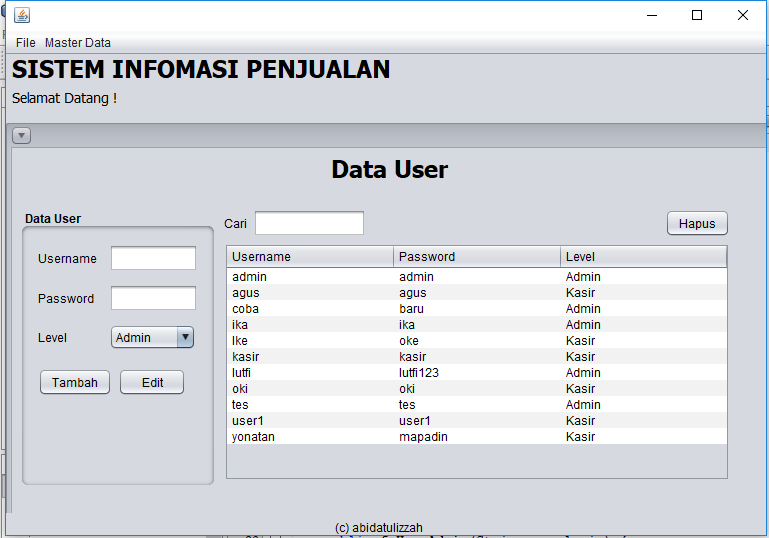 File Master Data
SISTEM INFOMASI PENJUALAN
Selamat Datang !
Data User
Data User
Username
Password
Level Admin
Tambah Edit
Cari Hapus
Username Password Level
admin admin Admin
agus agus Kasir
coba baru Admin
ika ika Admin
Ike oke Kasir
kasir kasir Kasir
lutfi lutfi123 Admin
oki oki Kasir
tes tes Admin
user1 user1 Kasir
yonatan mapadin Kasir
(c) abidatulizzah